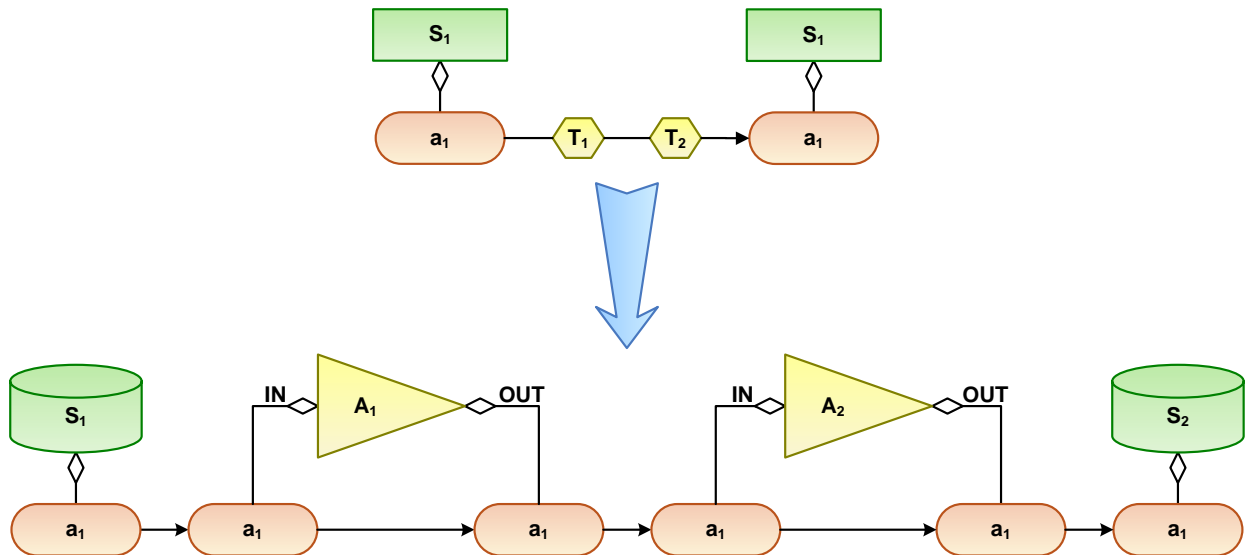 S₁ S₁
a₁ T₁ T₂ a₁
IN OUT IN OUT
S₁ A₁ A₂ S₂
a₁ a₁ a₁ a₁ a₁ a₁